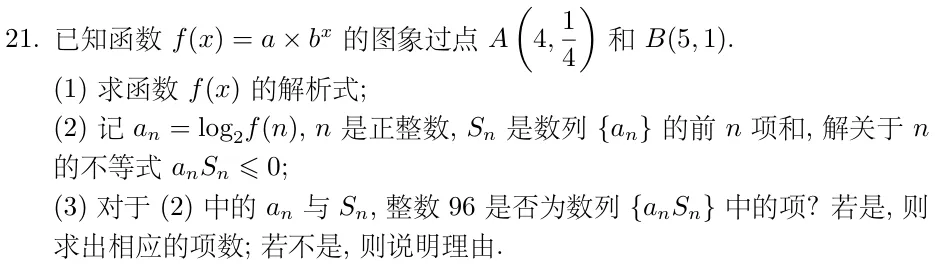 21. 已知函数 f(x) = a × b^x 的图象过点 A(4, 1/4) 和 B(5, 1).
(1) 求函数 f(x) 的解析式;
(2) 记 a_n = log_2 f(n), n 是正整数, S_n 是数列 {a_n} 的前 n 项和, 解关于 n
的不等式 a_n S_n ⩽ 0;
(3) 对于 (2) 中的 a_n 与 S_n, 整数 96 是否为数列 {a_n S_n} 中的项? 若是, 则
求出相应的项数; 若不是, 则说明理由.